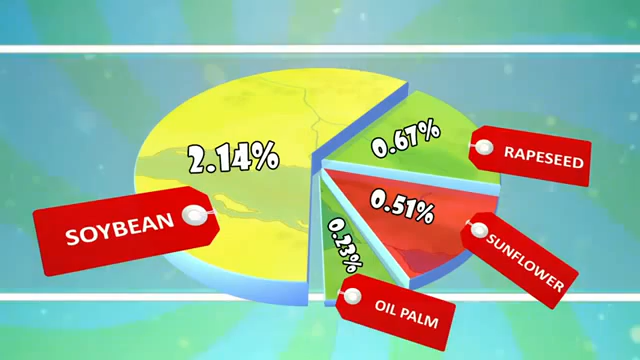 2.14%
SOYBEAN
0.67%
RAPESEED
0.51%
SUNFLOWER
0.23%
OIL PALM